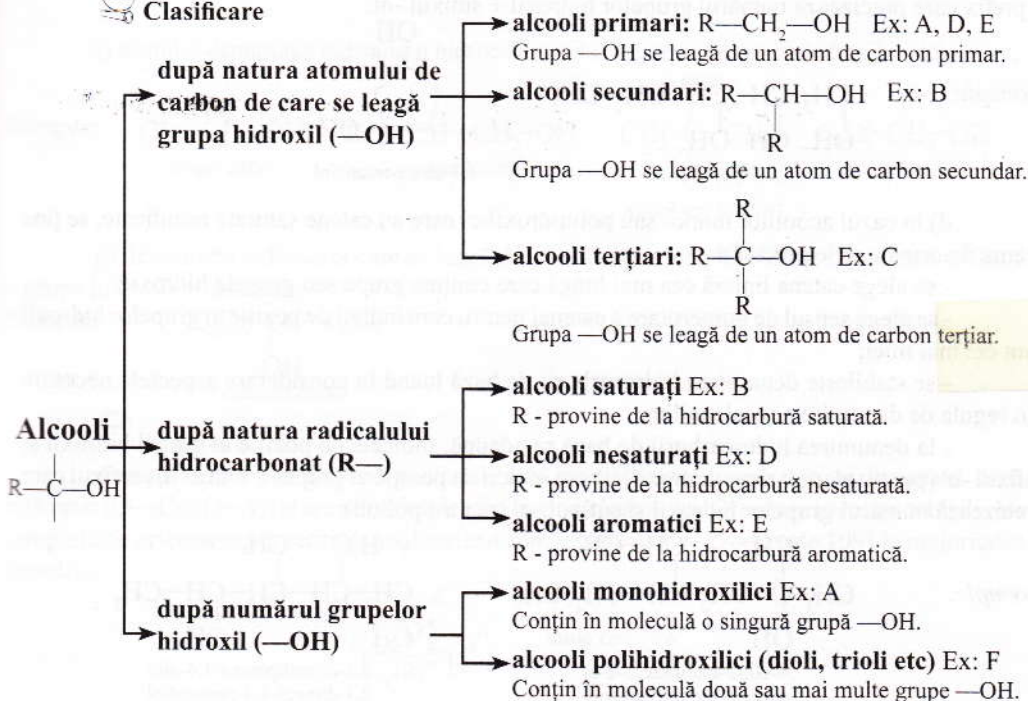 Clasificare
alcooli primari: R—CH2—OH Ex: A, D, E
Grupa —OH se leagă de un atom de carbon primar.
după natura atomului de
carbon de care se leagă
grupa hidroxil (—OH)
alcooli secundari: R—CH—OH Ex: B
R
Grupa —OH se leagă de un atom de carbon secundar.
R
alcooli terțiari: R—C—OH Ex: C
R
Grupa —OH se leagă de un atom de carbon terțiar.
Alcooli
R—C—OH
după natura radicalului
hidrocarbonat (R—)
alcooli saturați Ex: B
R - provine de la hidrocarbură saturată.
alcooli nesaturați Ex: D
R - provine de la hidrocarbură nesaturată.
alcooli aromatici Ex: E
R - provine de la hidrocarbură aromatică.
după numărul grupelor
hidroxil (—OH)
alcooli monohidroxilici Ex: A
Conțin în moleculă o singură grupă —OH.
alcooli polihidroxilici (dioli, trioli etc) Ex: F
Conțin în moleculă două sau mai multe grupe —OH.